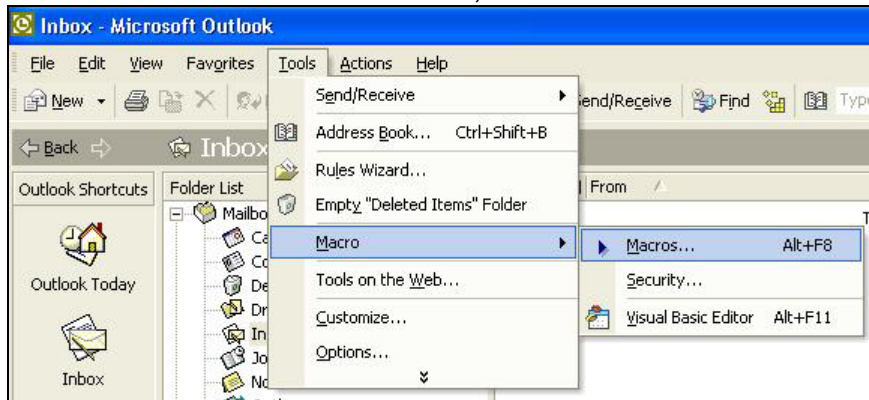 Inbox - Microsoft Outlook
File Edit View Favorites Tools Actions Help
New Send/Receive Find
Back Inbox
Outlook Shortcuts Folder List From
Send/Receive
Address Book... Ctrl+Shift+B
Rules Wizard...
Empty "Deleted Items" Folder
Macro Macros... Alt+F8
Tools on the Web... Security...
Customize... Visual Basic Editor Alt+F11
Options...
Outlook Today
Inbox